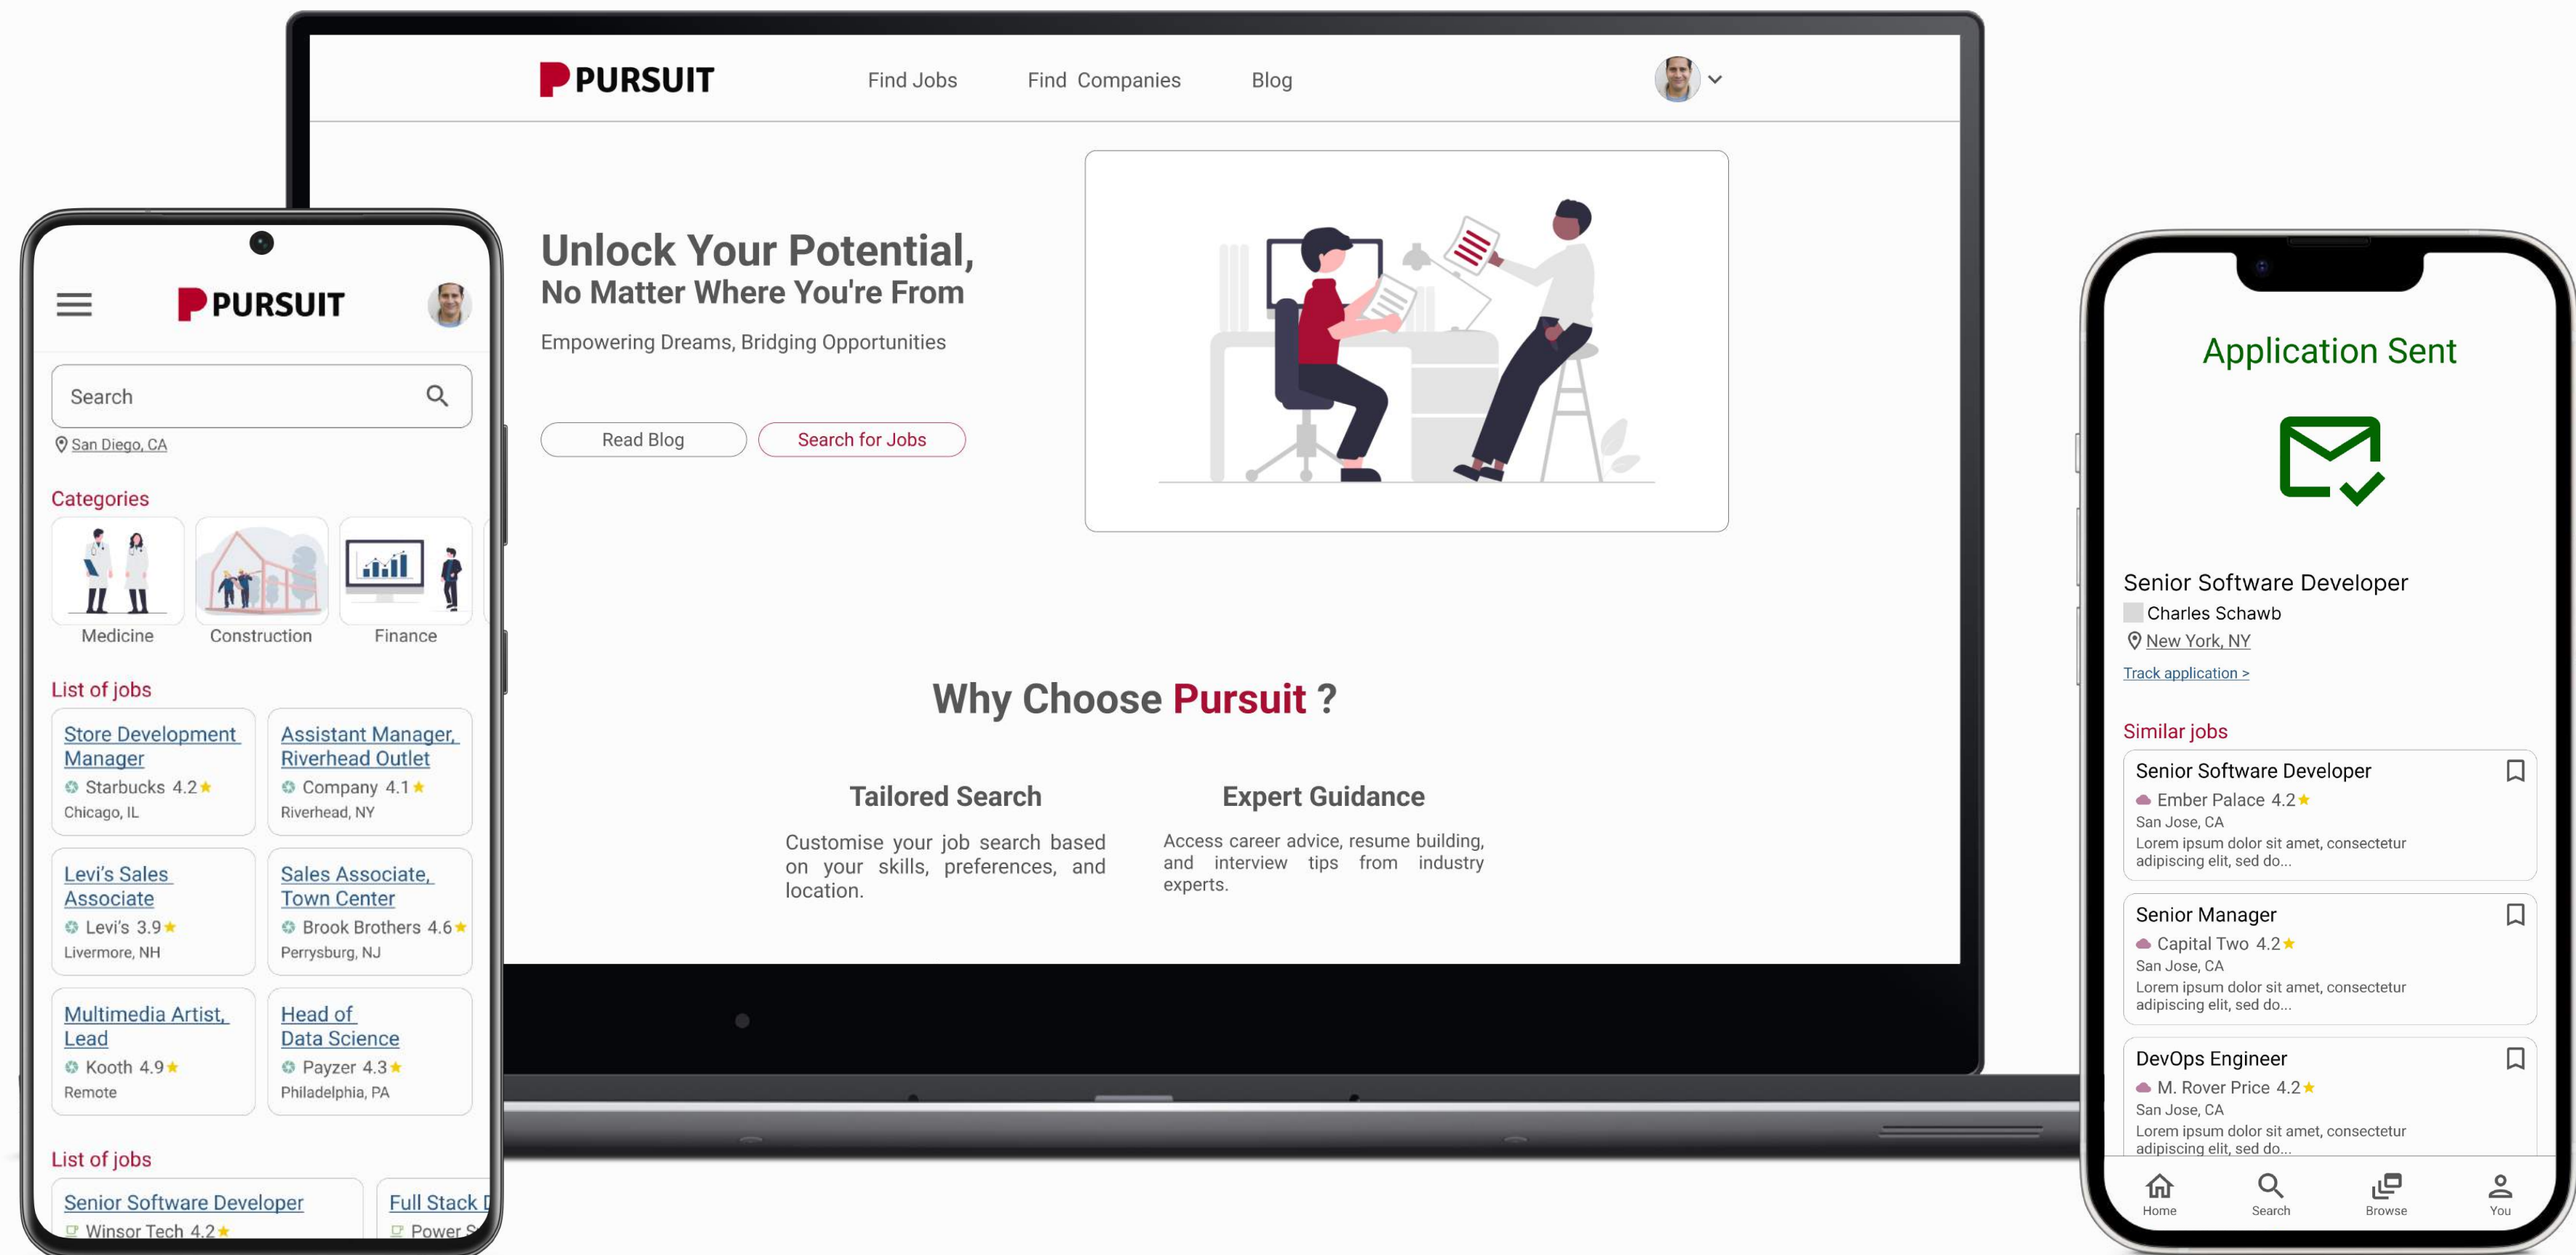 PURSUIT
Find Jobs
Find Companies
Blog
Unlock Your Potential,
No Matter Where You're From
Empowering Dreams, Bridging Opportunities
Read Blog
Search for Jobs
Why Choose Pursuit ?
Tailored Search
Customise your job search based
on your skills, preferences, and
location.
Expert Guidance
Access career advice, resume building,
and interview tips from industry
experts.
PURSUIT
Search
San Diego, CA
Categories
Medicine
Construction
Finance
List of jobs
Store Development
Manager
Starbucks 4.2
Chicago, IL
Assistant Manager,
Riverhead Outlet
Company 4.1
Riverhead, NY
Levi's Sales
Associate
Levi's 3.9
Livermore, NH
Sales Associate,
Town Center
Brook Brothers 4.6
Perrysburg, NJ
Multimedia Artist,
Lead
Kooth 4.9
Remote
Head of
Data Science
Payzer 4.3
Philadelphia, PA
List of jobs
Senior Software Developer
Winsor Tech 4.2
Full Stack
Power
Application Sent
Senior Software Developer
Charles Schawb
New York, NY
Track application >
Similar jobs
Senior Software Developer
Ember Palace 4.2
San Jose, CA
Lorem ipsum dolor sit amet, consectetur
adipiscing elit, sed do...
Senior Manager
Capital Two 4.2
San Jose, CA
Lorem ipsum dolor sit amet, consectetur
adipiscing elit, sed do...
DevOps Engineer
M. Rover Price 4.2
San Jose, CA
Lorem ipsum dolor sit amet, consectetur
adipiscing elit, sed do...
Home
Search
Browse
You